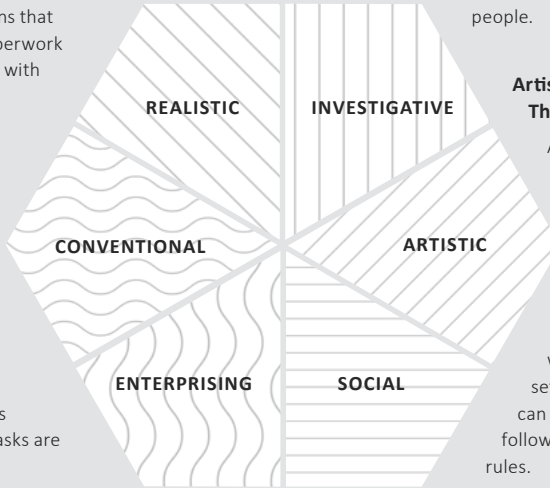 ns that
perwork
with
people.
Artis
Th
REALISTIC
INVESTIGATIVE
CONVENTIONAL
ARTISTIC
ENTERPRISING
SOCIAL
s
asks are
se
can
follow
rules.